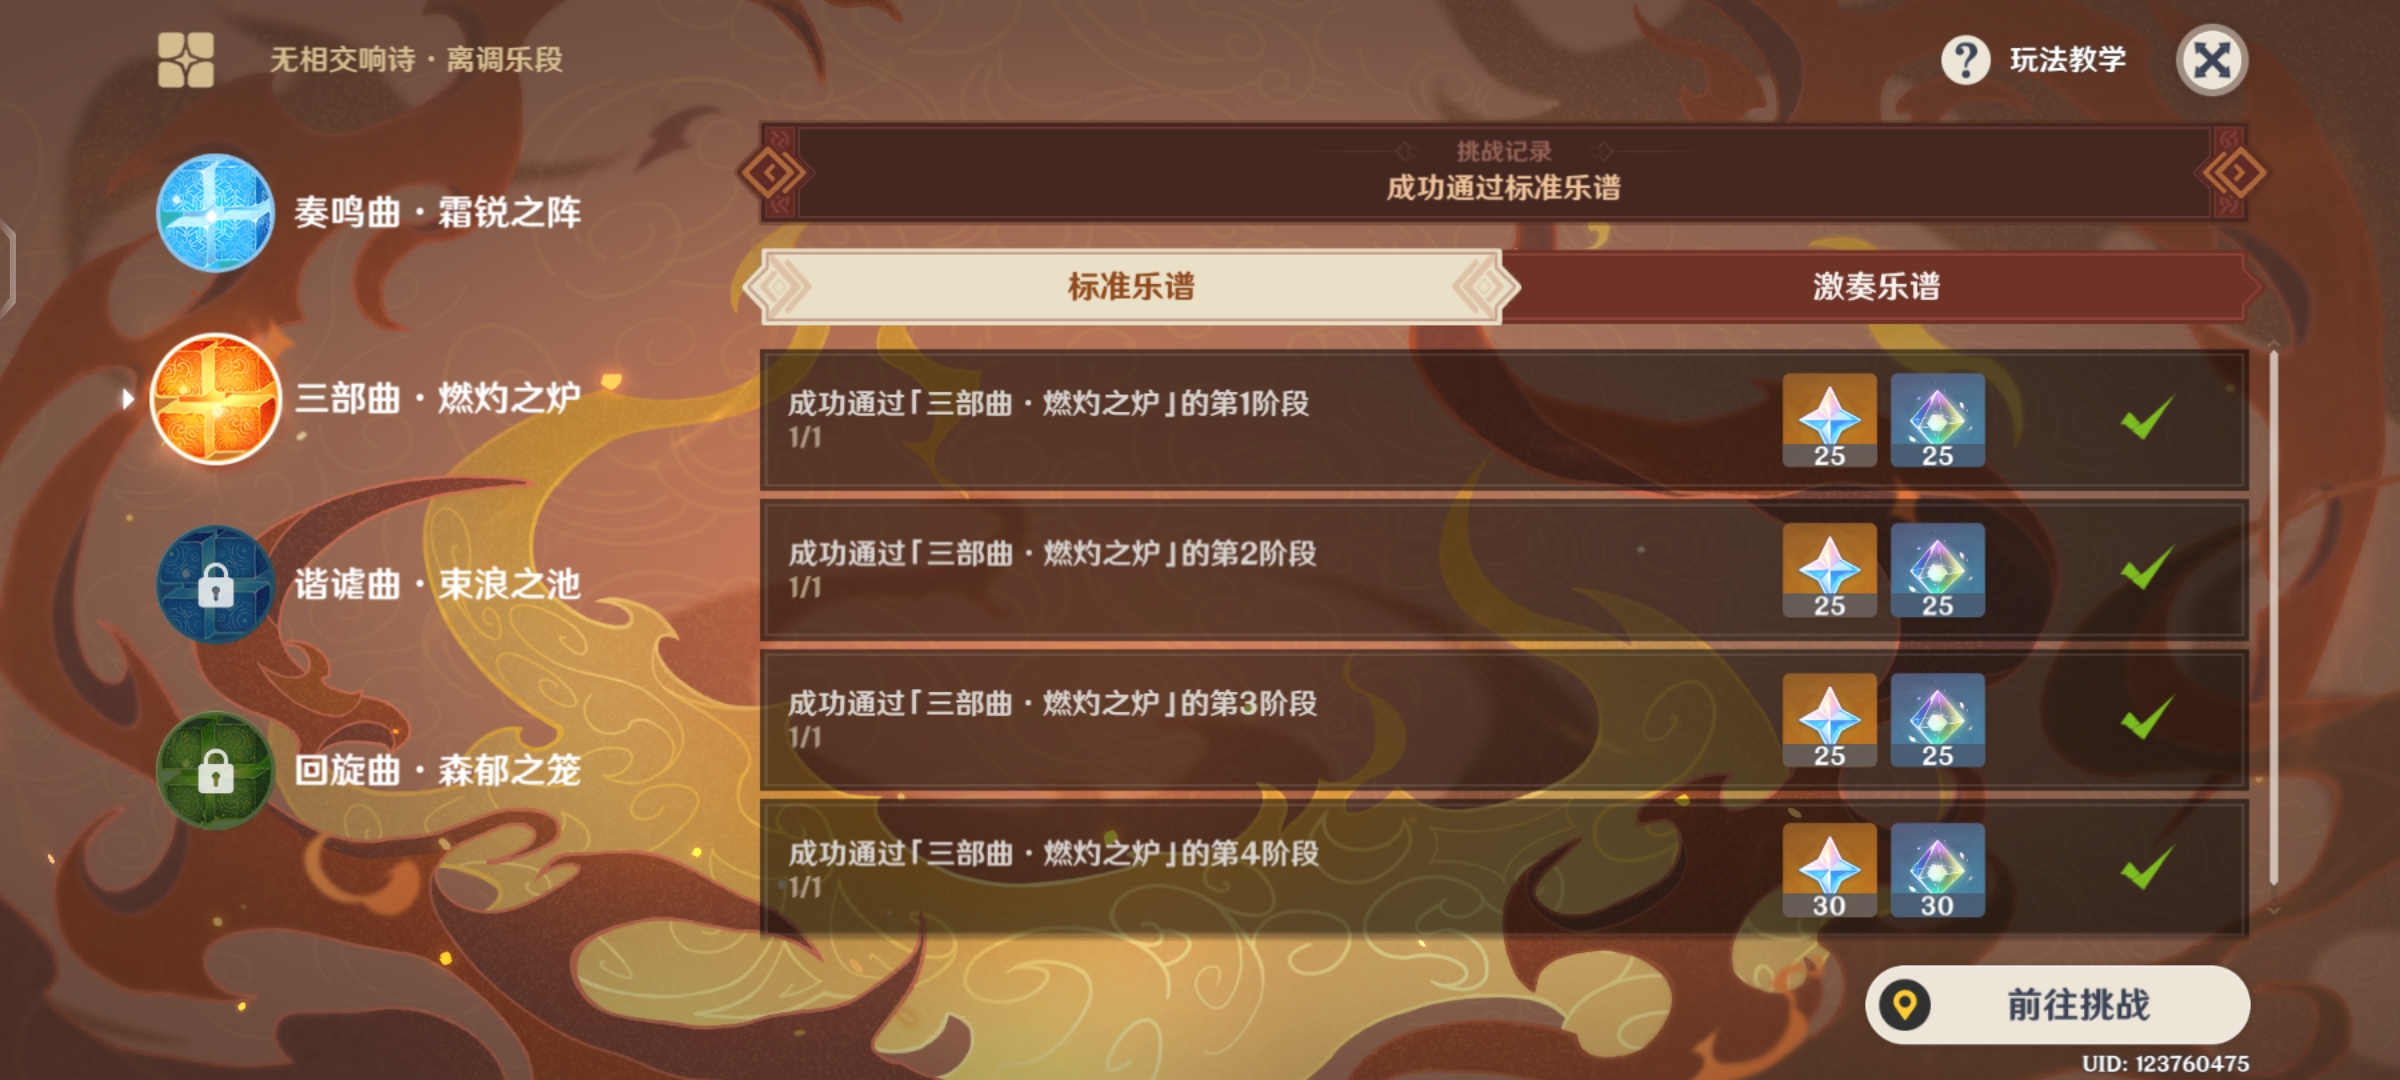 无相交响诗·离调乐段
玩法教学
奏鸣曲·霜锐之阵
三部曲·燃灼之炉
谐谑曲·束浪之池
回旋曲·森郁之笼
挑战记录
成功通过标准乐谱
标准乐谱
激奏乐谱
成功通过「三部曲·燃灼之炉」的第1阶段
1/1
25 25
成功通过「三部曲·燃灼之炉」的第2阶段
1/1
25 25
成功通过「三部曲·燃灼之炉」的第3阶段
1/1
25 25
成功通过「三部曲·燃灼之炉」的第4阶段
1/1
30 30
前往挑战
UID: 123760475